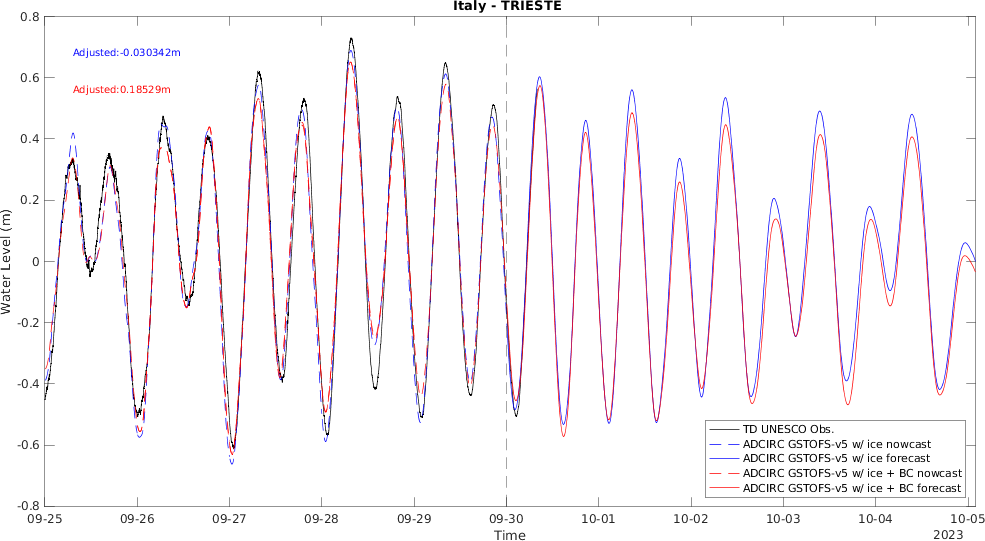 Italy - TRIESTE
Adjusted:-0.030342m
Adjusted:0.18529m
Water Level (m)
0.8
0.6
0.4
0.2
0
-0.2
-0.4
-0.6
-0.8
TD UNESCO Obs.
ADCIRC GSTOFS-v5 w/ ice nowcast
ADCIRC GSTOFS-v5 w/ ice forecast
ADCIRC GSTOFS-v5 w/ ice + BC nowcast
ADCIRC GSTOFS-v5 w/ ice + BC forecast
09-25 09-26 09-27 09-28 09-29 09-30 10-01 10-02 10-03 10-04 10-05
Time
2023